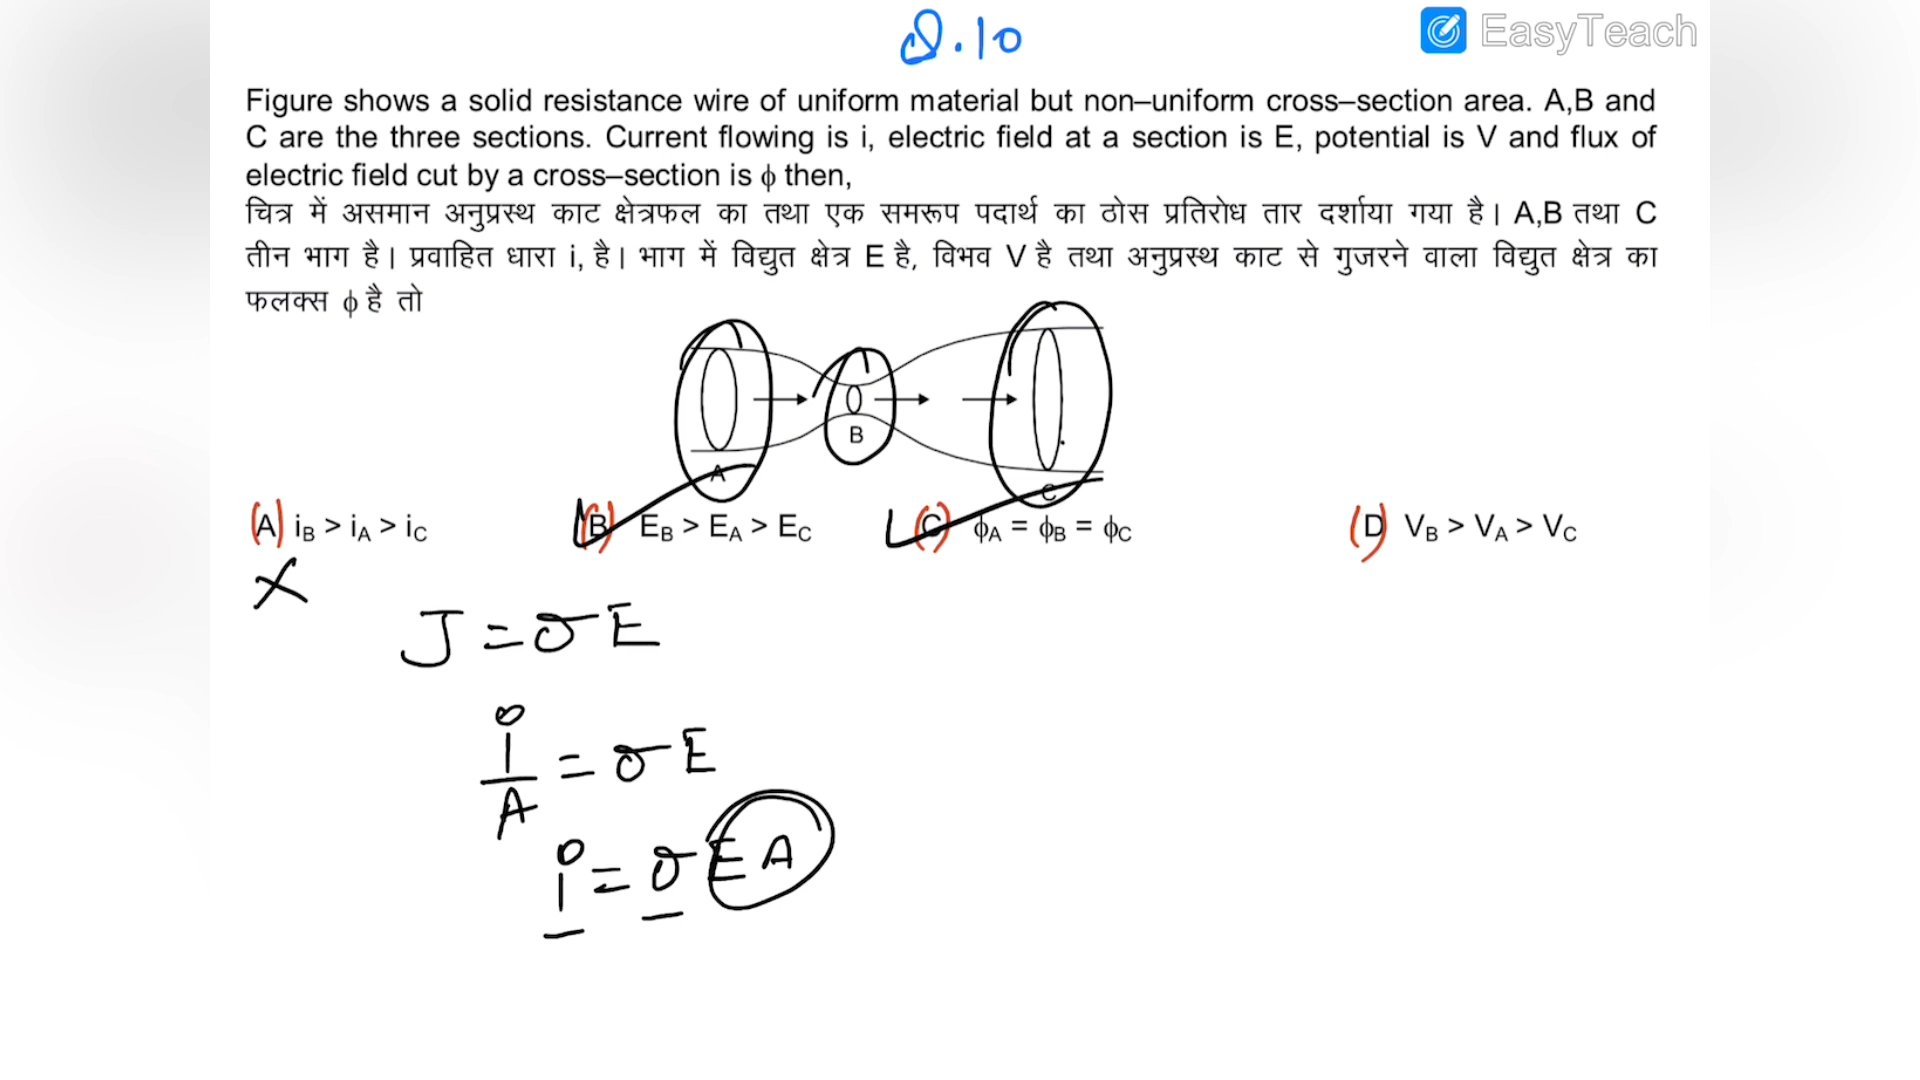 Q.10
EasyTeach
Figure shows a solid resistance wire of uniform material but non–uniform cross–section area. A,B and
C are the three sections. Current flowing is i, electric field at a section is E, potential is V and flux of
electric field cut by a cross–section is ϕ then,
चित्र में असमान अनुप्रस्थ काट क्षेत्रफल का तथा एक समरूप पदार्थ का ठोस प्रतिरोध तार दर्शाया गया है। A,B तथा C
तीन भाग है। प्रवाहित धारा i, है। भाग में विद्युत क्षेत्र E है, विभव V है तथा अनुप्रस्थ काट से गुजरने वाला विद्युत क्षेत्र का
फलक्स ϕ है तो
B
A
C
(A) iB > iA > iC
(B) EB > EA > EC
(C) ϕA = ϕB = ϕC
(D) VB > VA > VC
J = σE
i/A = σE
i = σEA